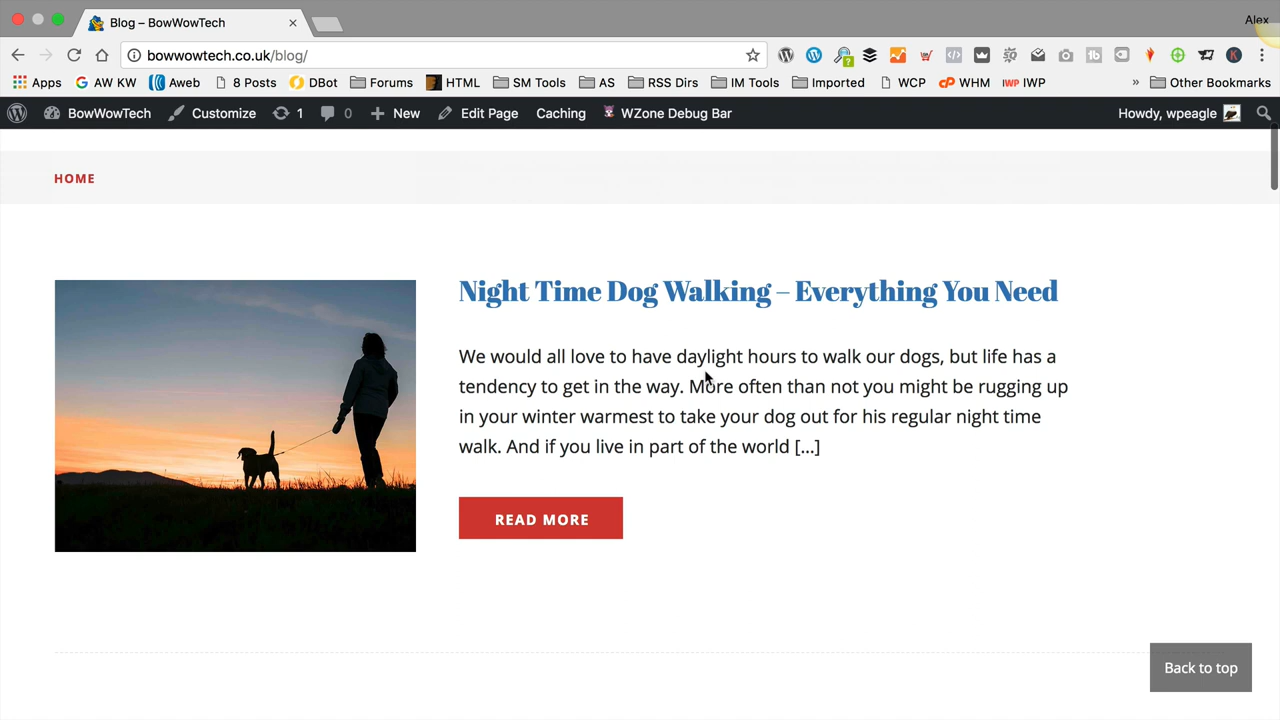 Blog – BowWowTech
Alex
bowwowtech.co.uk/blog/
Apps AW KW Aweb 8 Posts DBot Forums HTML SM Tools AS RSS Dirs IM Tools Imported WCP WHM IWP » Other Bookmarks
BowWowTech Customize 1 0 New Edit Page Caching WZone Debug Bar Howdy, wpeagle
HOME
Night Time Dog Walking – Everything You Need
We would all love to have daylight hours to walk our dogs, but life has a
tendency to get in the way. More often than not you might be rugging up
in your winter warmest to take your dog out for his regular night time
walk. And if you live in part of the world [...]
READ MORE
Back to top